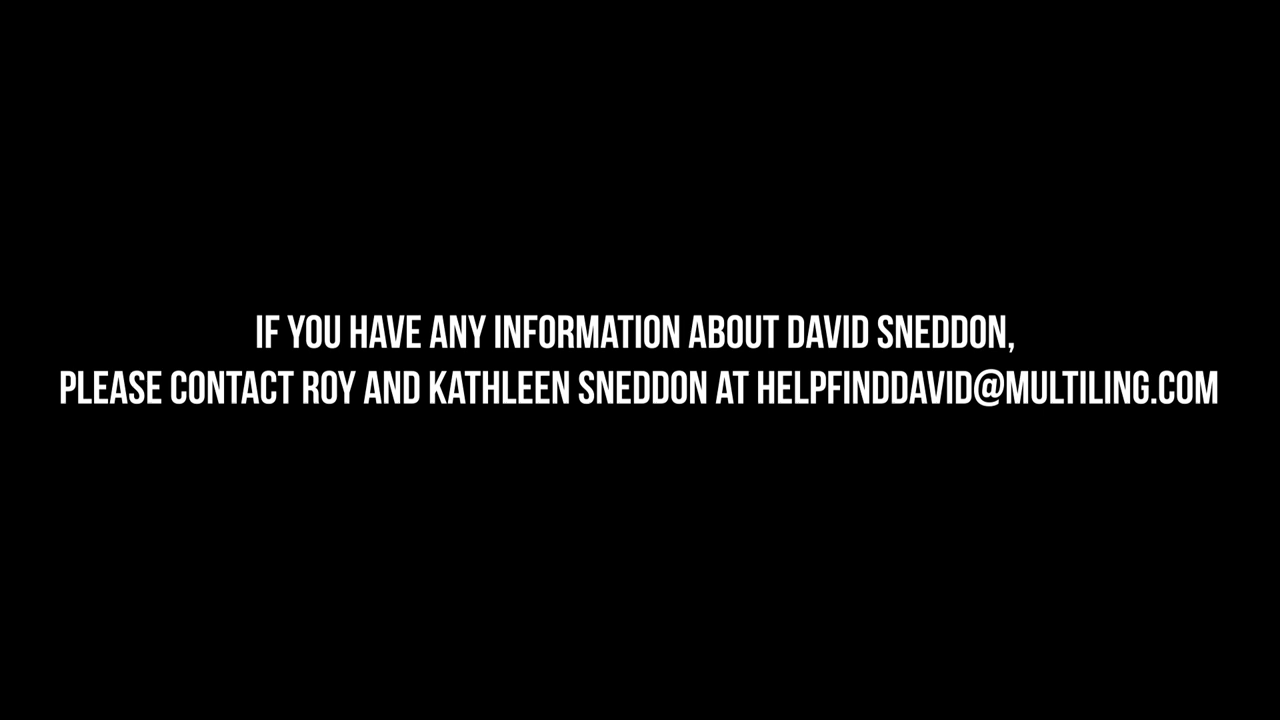 IF YOU HAVE ANY INFORMATION ABOUT DAVID SNEDDON,
PLEASE CONTACT ROY AND KATHLEEN SNEDDON AT HELPFINDDAVID@MULTILING.COM